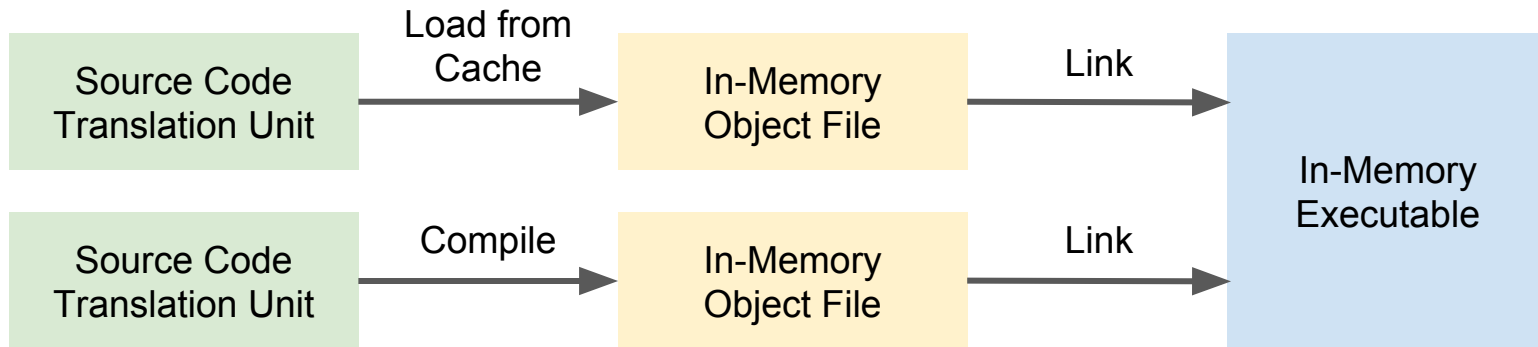 Load from
Cache
Source Code
Translation Unit
In-Memory
Object File
Link
In-Memory
Executable
Compile
Source Code
Translation Unit
In-Memory
Object File
Link